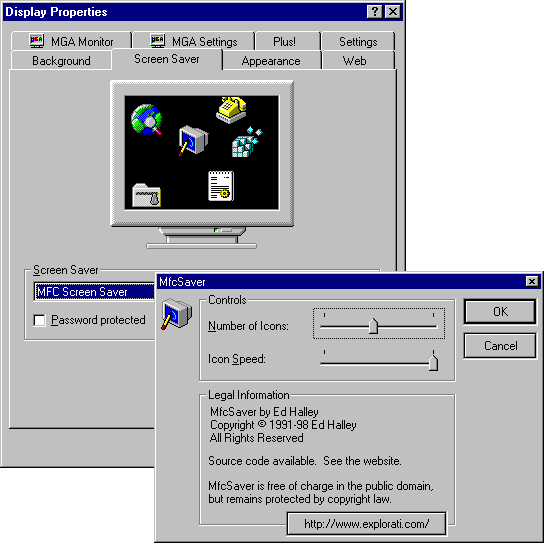 Display Properties
MGA Monitor
MGA Settings
Plus!
Settings
Background
Screen Saver
Appearance
Web
Screen Saver
MFC Screen Saver
Password protected
MfcSaver
Controls
Number of Icons:
Icon Speed:
OK
Cancel
Legal Information
MfcSaver by Ed Halley
Copyright © 1991-98 Ed Halley
All Rights Reserved
Source code available.  See the website.
MfcSaver is free of charge in the public domain,
but remains protected by copyright law.
http://www.explorati.com/